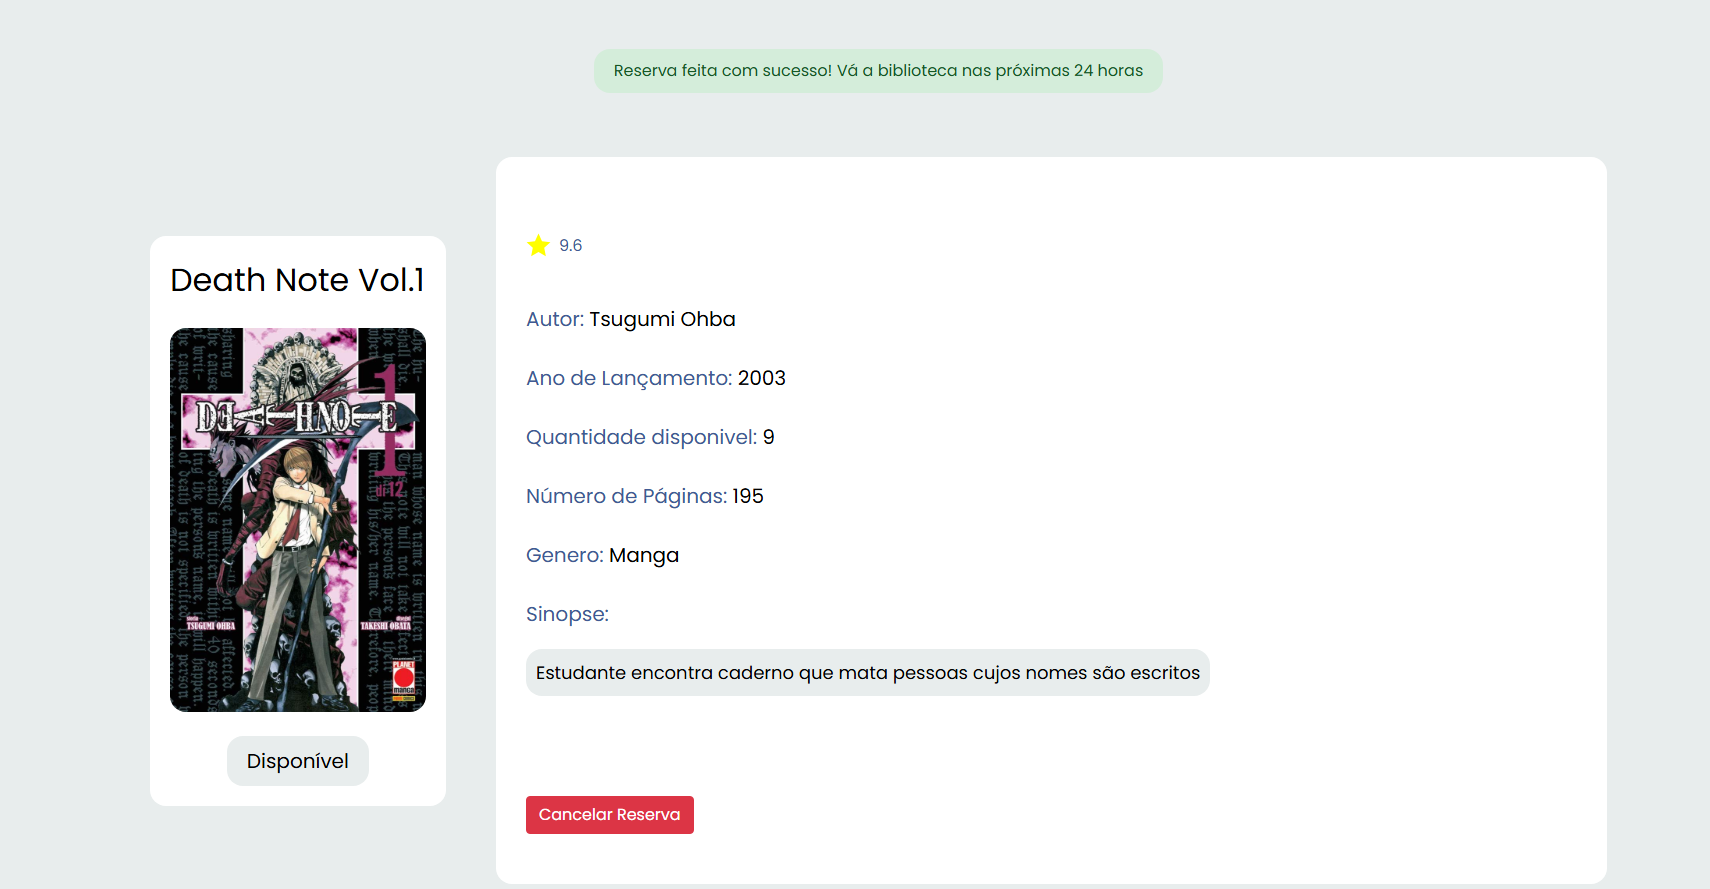 Reserva feita com sucesso! Vá a biblioteca nas próximas 24 horas
Death Note Vol.1
DEATH NOTE
1
di 12
TSUGUMI OHBA
TAKESHI OBATA
PLANET
manga
Disponível
9.6
Autor: Tsugumi Ohba
Ano de Lançamento: 2003
Quantidade disponivel: 9
Número de Páginas: 195
Genero: Manga
Sinopse:
Estudante encontra caderno que mata pessoas cujos nomes são escritos
Cancelar Reserva